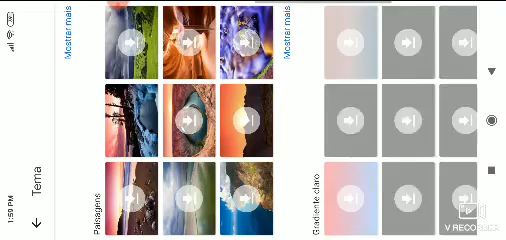 1:59 PM
Tema
Paisagens
Mostrar mais
Gradiente claro
Mostrar mais
V RECORDER